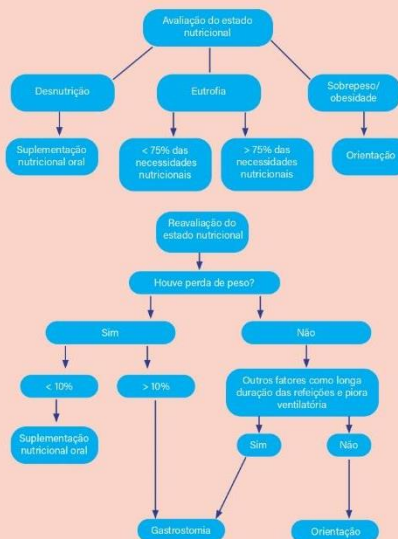 Avaliação do estado
nutricional
Desnutrição
Eutrofia
Sobrepeso/
obesidade
Suplementação
nutricional oral
< 75% das
necessidades
nutricionais
> 75% das
necessidades
nutricionais
Orientação
Reavaliação do
estado nutricional
Houve perda de peso?
Sim
Não
< 10%
> 10%
Outros fatores como longa
duração das refeições e piora
ventilatória
Suplementação
nutricional oral
Sim
Não
Gastrostomia
Orientação